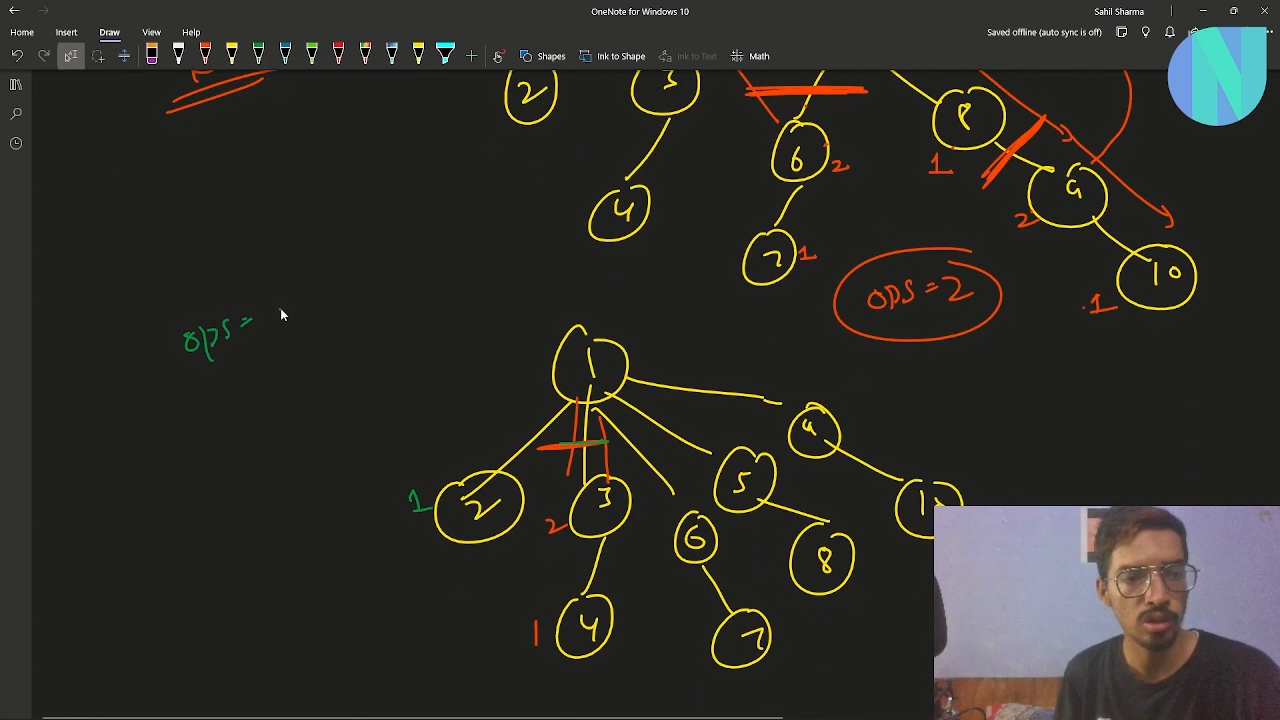 OneNote for Windows 10
Sahil Sharma
Home
Insert
Draw
View
Help
Saved offline (auto sync is off)
Shapes
Ink to Shape
Ink to Text
Math
N
2
3
8
6
2
1
9
4
2
7
1
10
1
ops=2
ops=
1
9
5
1
2
3
2
6
8
1
4
7